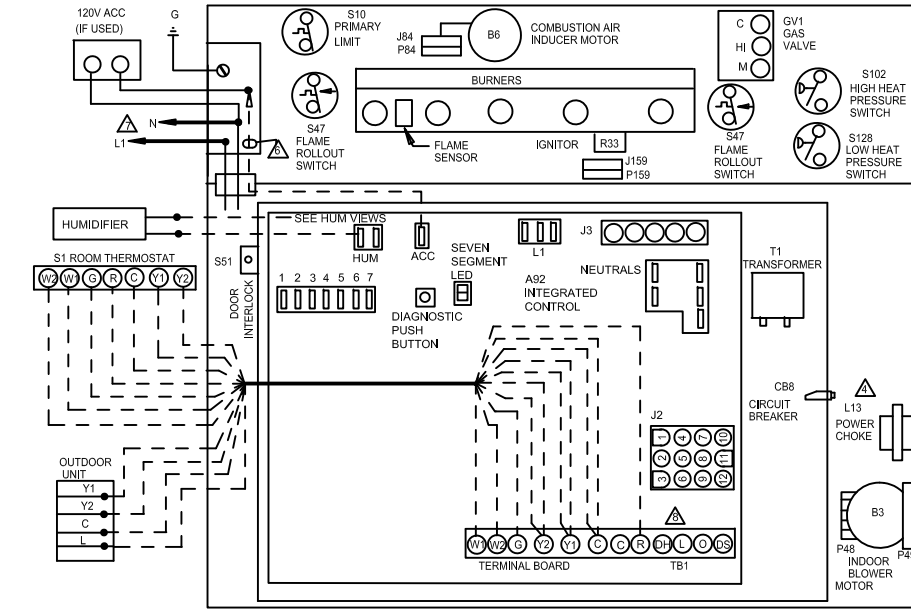 120V ACC
(IF USED)
G
S10
PRIMARY
LIMIT
J84
P84
B6
COMBUSTION AIR
INDUCER MOTOR
C
HI
M
GV1
GAS
VALVE
BURNERS
S102
HIGH HEAT
PRESSURE
SWITCH
7
N
L1
6
S47
FLAME
ROLLOUT
SWITCH
FLAME
SENSOR
IGNITOR
R33
J159
P159
S47
FLAME
ROLLOUT
SWITCH
S128
LOW HEAT
PRESSURE
SWITCH
HUMIDIFIER
SEE HUM VIEWS
HUM
ACC
L1
J3
S1 ROOM THERMOSTAT
W2 W1 G R C Y1 Y2
S51
DOOR
INTERLOCK
1 2 3 4 5 6 7
SEVEN
SEGMENT
LED
DIAGNOSTIC
PUSH
BUTTON
A92
INTEGRATED
CONTROL
NEUTRALS
T1
TRANSFORMER
CB8
CIRCUIT
BREAKER
4
L13
POWER
CHOKE
J2
1 4 7 10
2 5 8 11
3 6 9 12
OUTDOOR
UNIT
Y1
Y2
C
L
8
W1 W2 G Y2 Y1 C C R DH L O DS
TERMINAL BOARD
TB1
B3
P48
P49
INDOOR
BLOWER
MOTOR